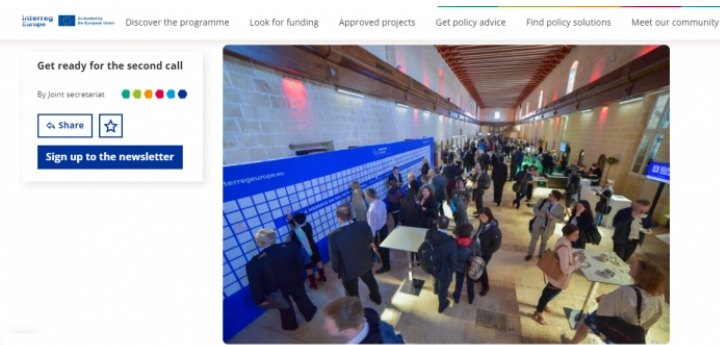 interreg Europe
Co-funded by the European Union
Discover the programme
Look for funding
Approved projects
Get policy advice
Find policy solutions
Meet our community
Get ready for the second call
By Joint secretariat
Share
Sign up to the newsletter
terregeurope.eu